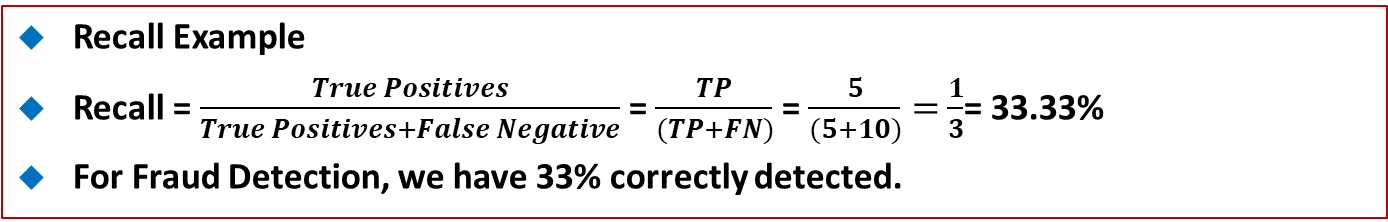 ◆ Recall Example
◆ Recall = True Positives / True Positives+False Negative = TP / (TP+FN) = 5 / (5+10) = 1 / 3 = 33.33%
◆ For Fraud Detection, we have 33% correctly detected.